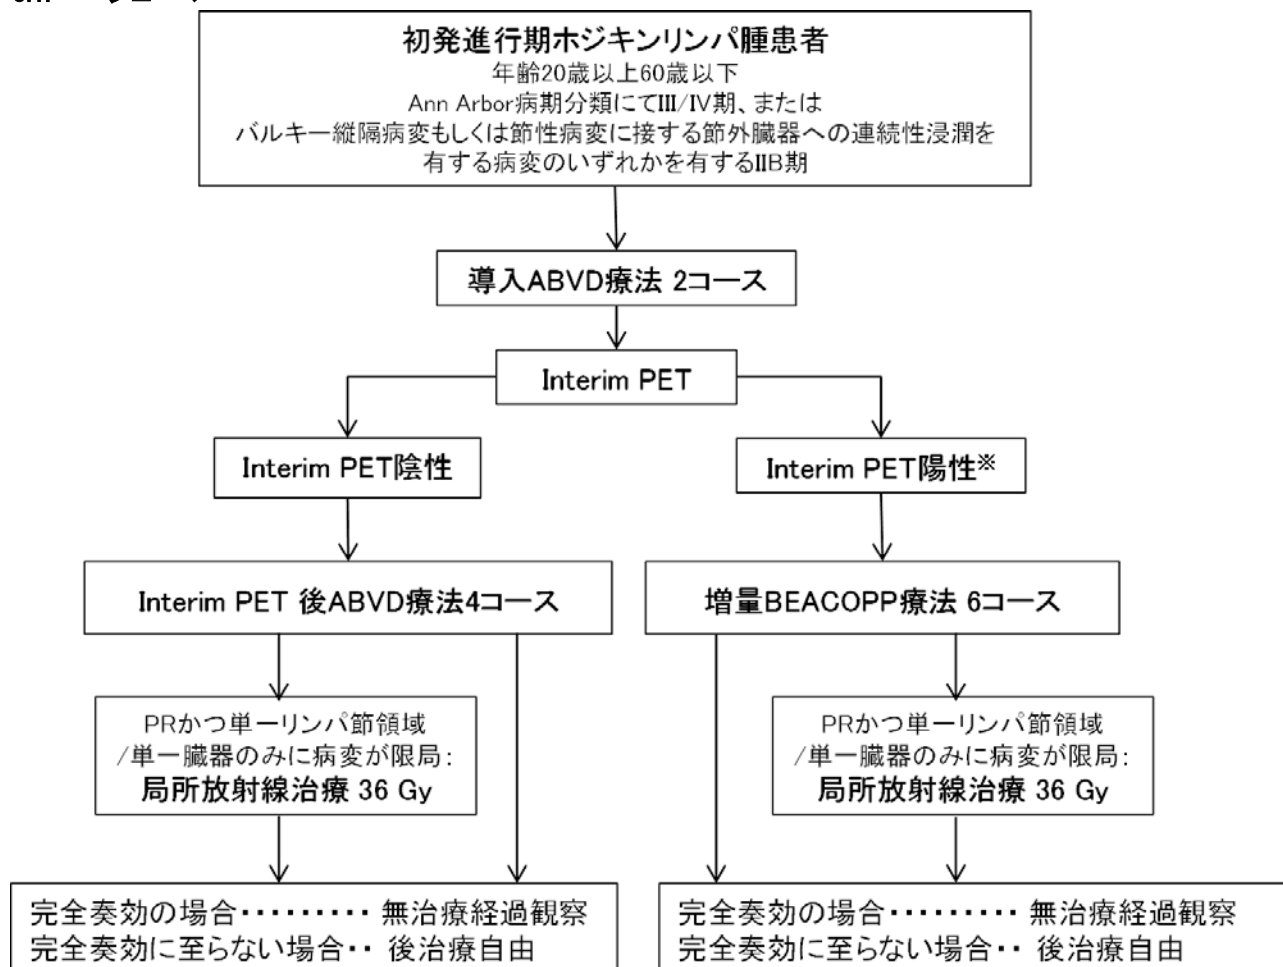 初発進行期ホジキンリンパ腫患者
年齢20歳以上60歳以下
Ann Arbor病期分類にてIII/IV期、または
バルキー縦隔病変もしくは節性病変に接する節外臓器への連続性浸潤を
有する病変のいずれかを有するIIB期
導入ABVD療法 2コース
Interim PET
Interim PET陰性
Interim PET陽性※
Interim PET 後ABVD療法4コース
増量BEACOPP療法 6コース
PRかつ単一リンパ節領域
/単一臓器のみに病変が限局:
局所放射線治療 36 Gy
PRかつ単一リンパ節領域
/単一臓器のみに病変が限局:
局所放射線治療 36 Gy
完全奏効の場合・・・・・・・・・ 無治療経過観察
完全奏効に至らない場合・・ 後治療自由
完全奏効の場合・・・・・・・・・ 無治療経過観察
完全奏効に至らない場合・・ 後治療自由